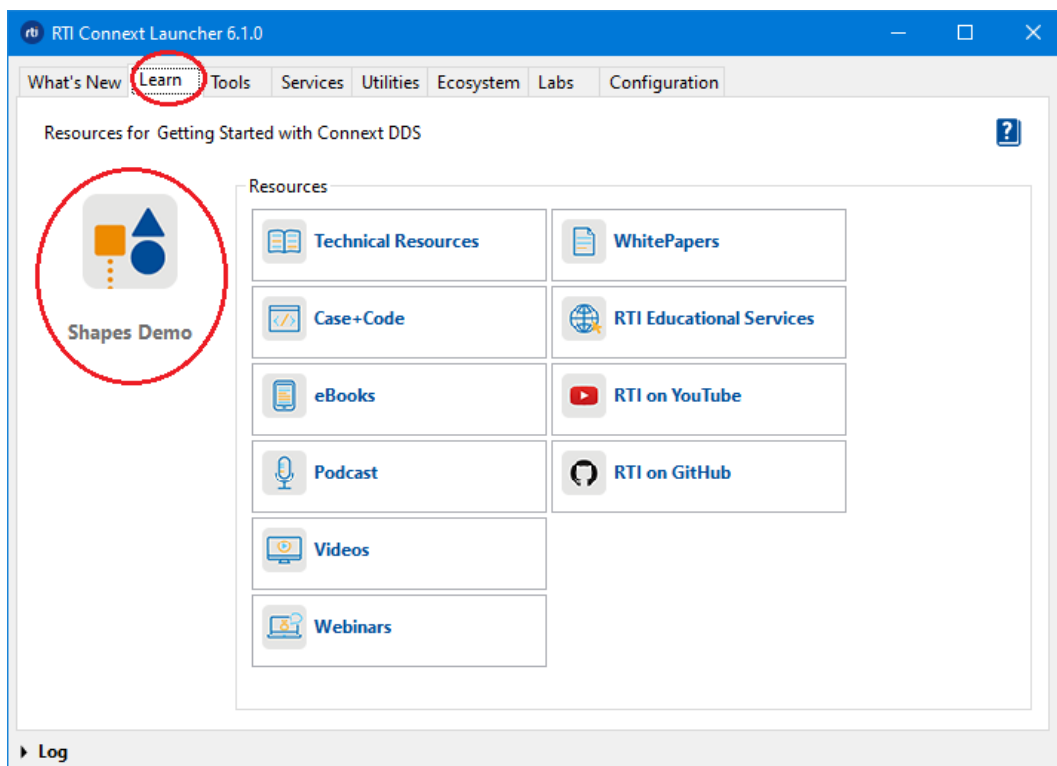 rti RTI Connext Launcher 6.1.0
What's New Learn Tools Services Utilities Ecosystem Labs Configuration
Resources for Getting Started with Connext DDS
?
Shapes Demo
Resources
Technical Resources
WhitePapers
Case+Code
RTI Educational Services
eBooks
RTI on YouTube
Podcast
RTI on GitHub
Videos
Webinars
Log